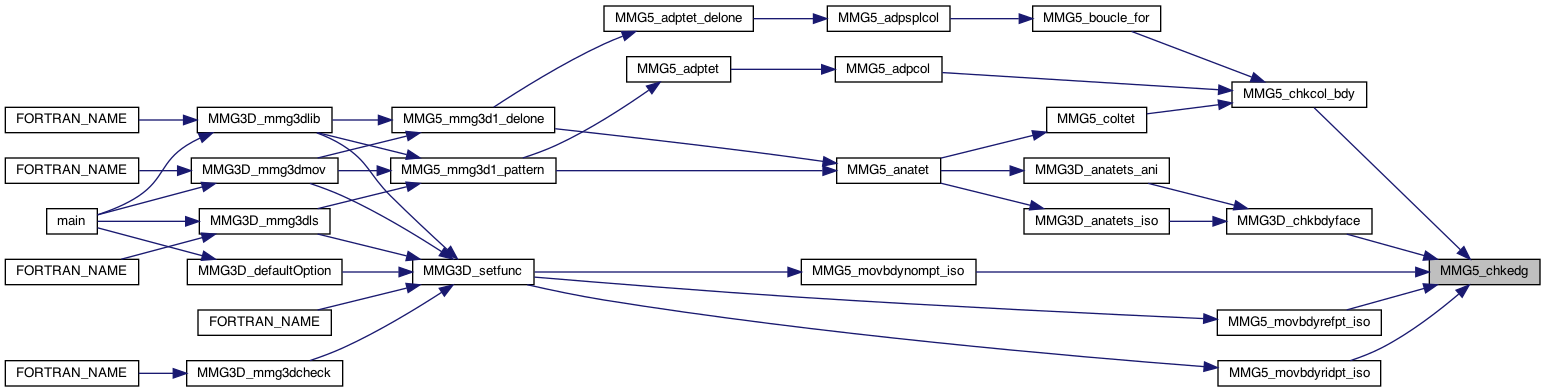 MMG5_adptet_delone
MMG5_adpsplcol
MMG5_boucle_for
MMG5_adptet
MMG5_adpcol
MMG5_chkcol_bdy
FORTRAN_NAME
MMG3D_mmg3dlib
MMG5_mmg3d1_delone
MMG5_coltet
FORTRAN_NAME
MMG3D_mmg3dmov
MMG5_mmg3d1_pattern
MMG5_anatet
MMG3D_anatets_ani
main
MMG3D_mmg3dls
MMG3D_anatets_iso
MMG3D_chkbdyface
FORTRAN_NAME
MMG3D_defaultOption
MMG3D_setfunc
MMG5_movbdynompt_iso
MMG5_chkedg
FORTRAN_NAME
MMG5_movbdyrefpt_iso
FORTRAN_NAME
MMG3D_mmg3dcheck
MMG5_movbdyridpt_iso